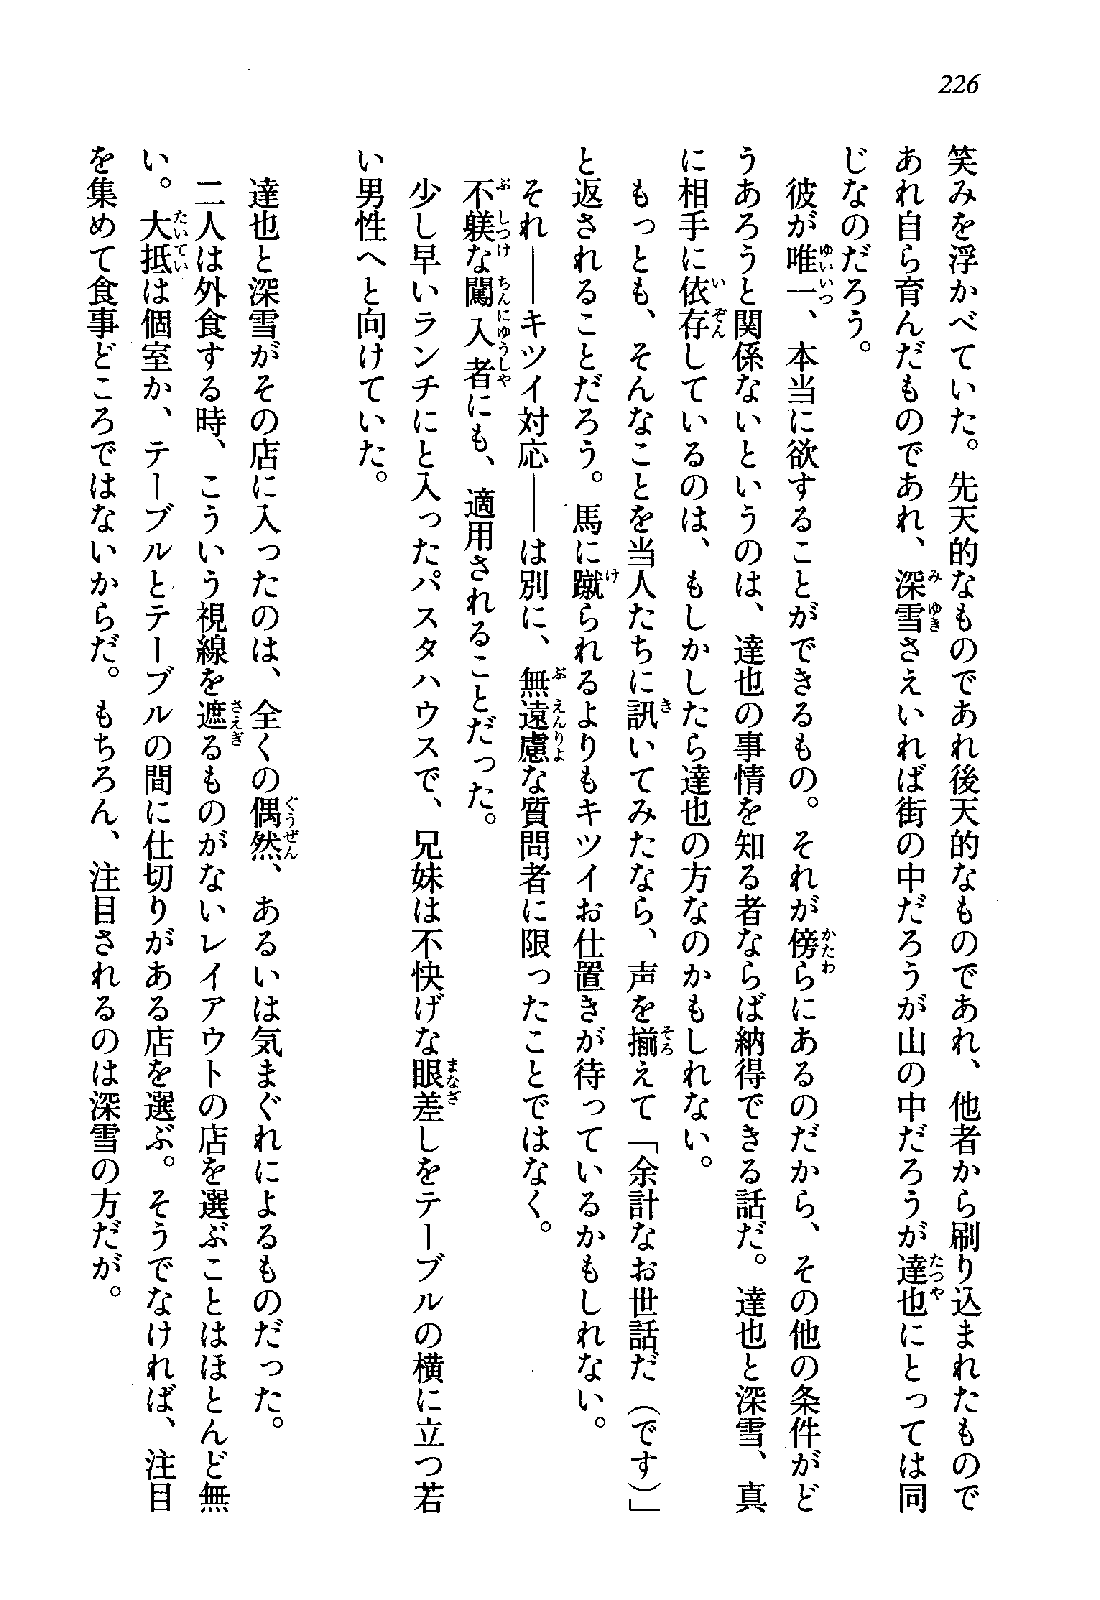 226
笑みを浮かべていた。先天的なものであれ後天的なものであれ、他者から刷り込まれたもので
あれ自ら育んだものであれ、深雪さえいれば街の中だろうが山の中だろうが達也にとっては同
じなのだろう。
彼が唯一、本当に欲することができるもの。それが傍らにあるのだから、その他の条件がど
うあろうと関係ないというのは、達也の事情を知る者ならば納得できる話だ。達也と深雪、真
に相手に依存しているのは、もしかしたら達也の方なのかもしれない。
もっとも、そんなことを当人たちに訊いてみたなら、声を揃えて「余計なお世話だ（です）」
と返されることだろう。馬に蹴られるよりもキツイお仕置きが待っているかもしれない。
それ――キツイ対応――は別に、無遠慮な質問者に限ったことではなく。
不躾な闖入者にも、適用されることだった。
少し早いランチにと入ったパスタハウスで、兄妹は不快げな眼差しをテーブルの横に立つ若
い男性へと向けていた。
達也と深雪がその店に入ったのは、全くの偶然、あるいは気まぐれによるものだった。
二人は外食する時、こういう視線を遮るものがないレイアウトの店を選ぶことはほとんど無
い。大抵は個室か、テーブルとテーブルの間に仕切りがある店を選ぶ。そうでなければ、注目
を集めて食事どころではないからだ。もちろん、注目されるのは深雪の方だが。